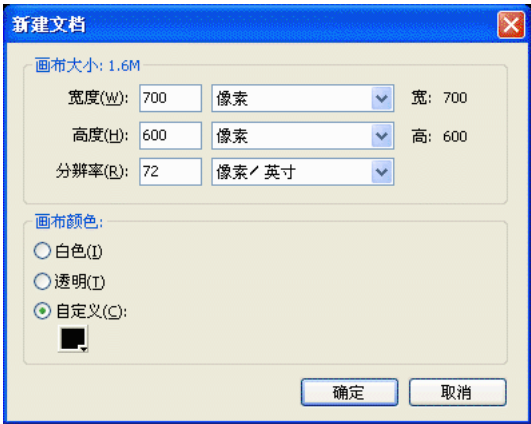 新建文档
画布大小: 1.6M
宽度(W): 700 像素 宽: 700
高度(H): 600 像素 高: 600
分辨率(R): 72 像素/英寸
画布颜色:
白色(I)
透明(T)
自定义(C):
确定 取消